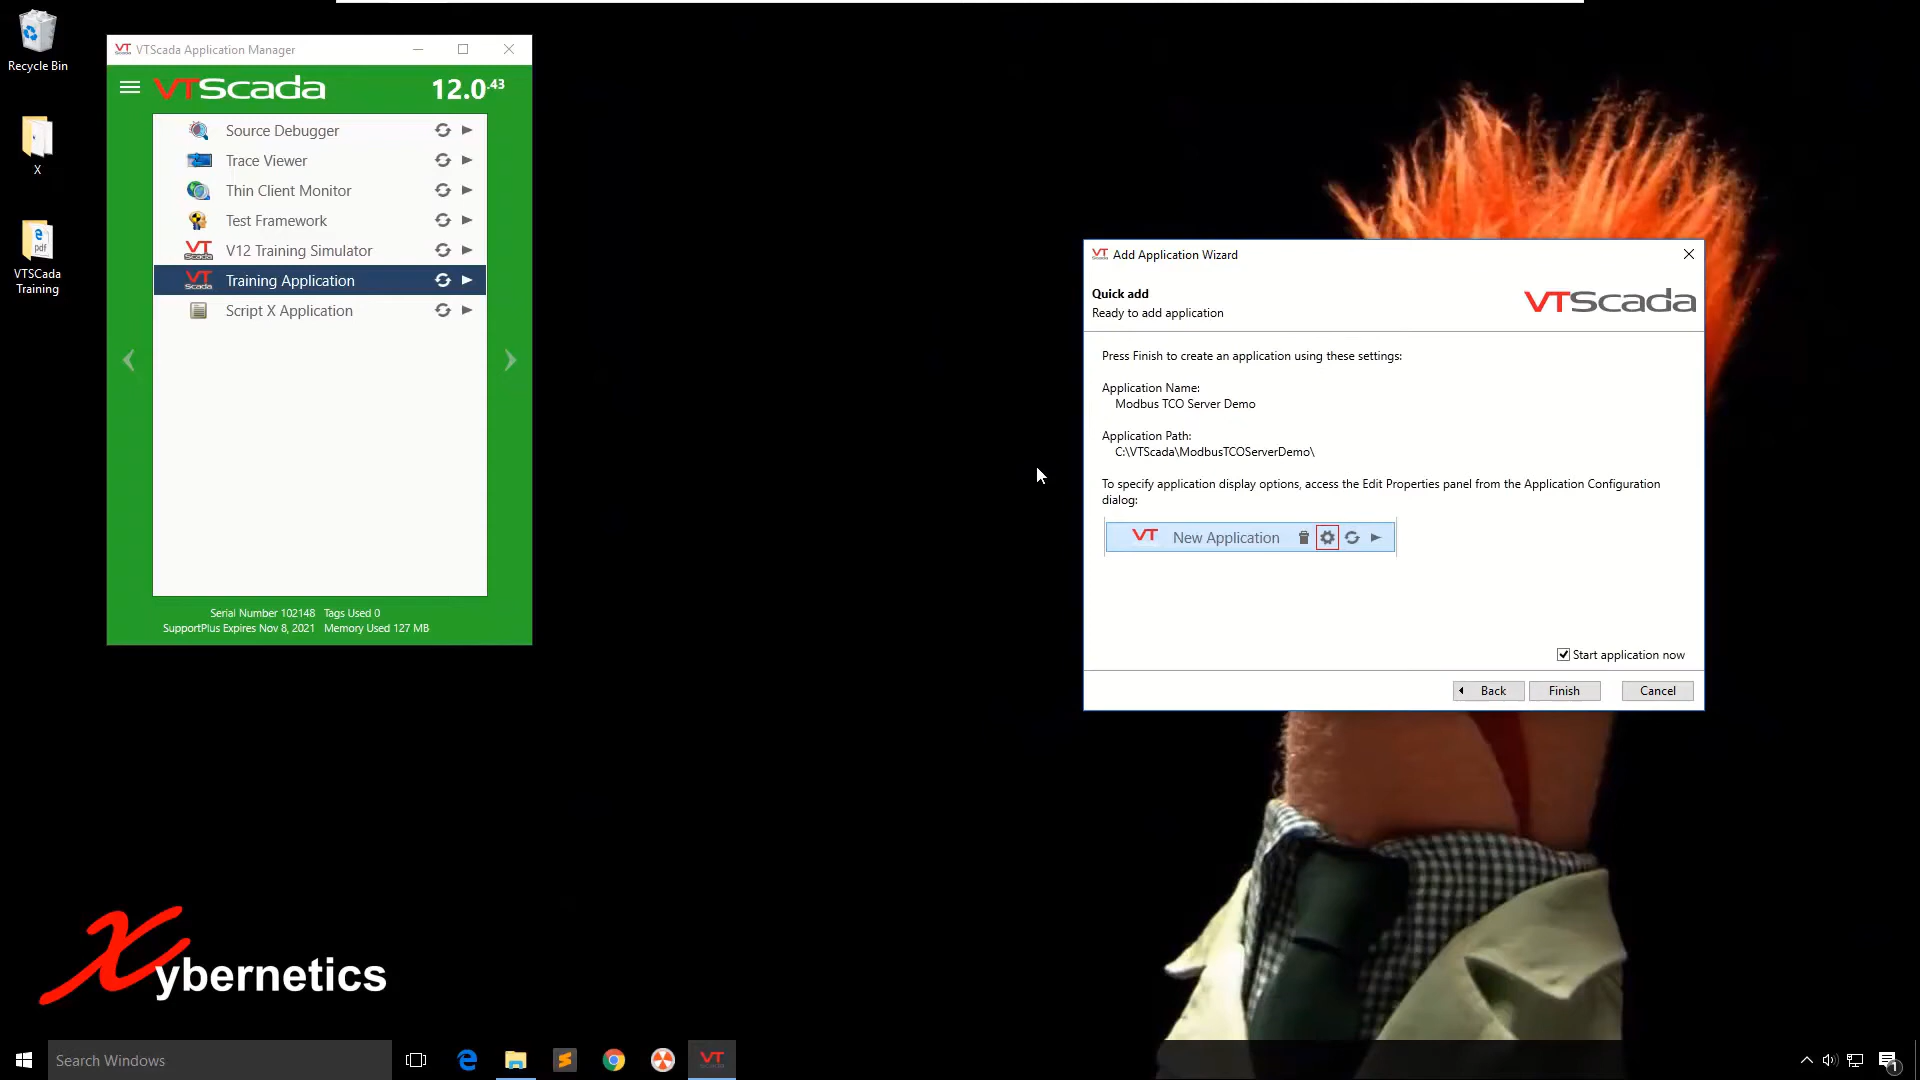 Recycle Bin
X
VTSCada
Training
VTScada Application Manager
VTScada
12.0.43
Source Debugger
Trace Viewer
Thin Client Monitor
Test Framework
V12 Training Simulator
Training Application
Script X Application
Serial Number 102148 Tags Used 0
SupportPlus Expires Nov 8, 2021 Memory Used 127 MB
Add Application Wizard
Quick add
Ready to add application
VTScada
Press Finish to create an application using these settings:
Application Name:
Modbus TCO Server Demo
Application Path:
C:\VTScada\ModbusTCOServerDemo\
To specify application display options, access the Edit Properties panel from the Application Configuration
dialog:
VT New Application
Start application now
Back Finish Cancel
Xybernetics
Search Windows
1